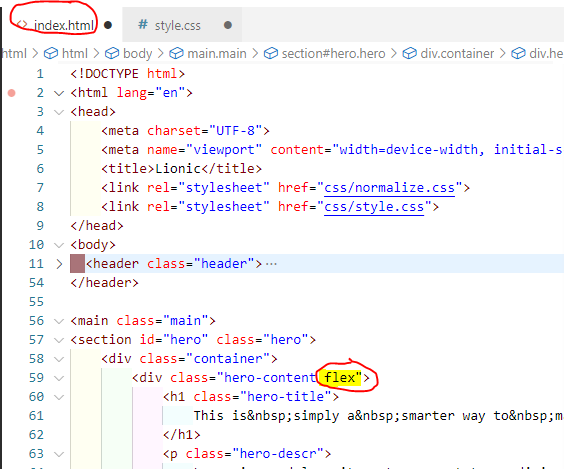 index.html ● style.css ●
html > html > body > main.main > section#hero.hero > div.container > div.he
1 <!DOCTYPE html>
2 <html lang="en">
3 <head>
4 <meta charset="UTF-8">
5 <meta name="viewport" content="width=device-width, initial-s
6 <title>Lionic</title>
7 <link rel="stylesheet" href="css/normalize.css">
8 <link rel="stylesheet" href="css/style.css">
9 </head>
10 <body>
11 <header class="header"> ⋯
54 </header>
55
56 <main class="main">
57 <section id="hero" class="hero">
58 <div class="container">
59 <div class="hero-content flex">
60 <h1 class="hero-title">
61 This is&nbsp;simply a&nbsp;smarter way to&nbsp;m
62 </h1>
63 <p class="hero-descr">